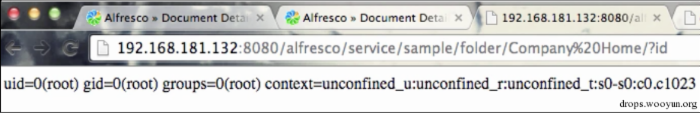 Alfresco » Document Deta
Alfresco » Document Detai
192.168.181.132:8080/al
192.168.181.132:8080/alfresco/service/sample/folder/Company%20Home/?id
uid=0(root) gid=0(root) groups=0(root) context=unconfined_u:unconfined_r:unconfined_t:s0-s0:c0.c1023
drops.wooyun.org